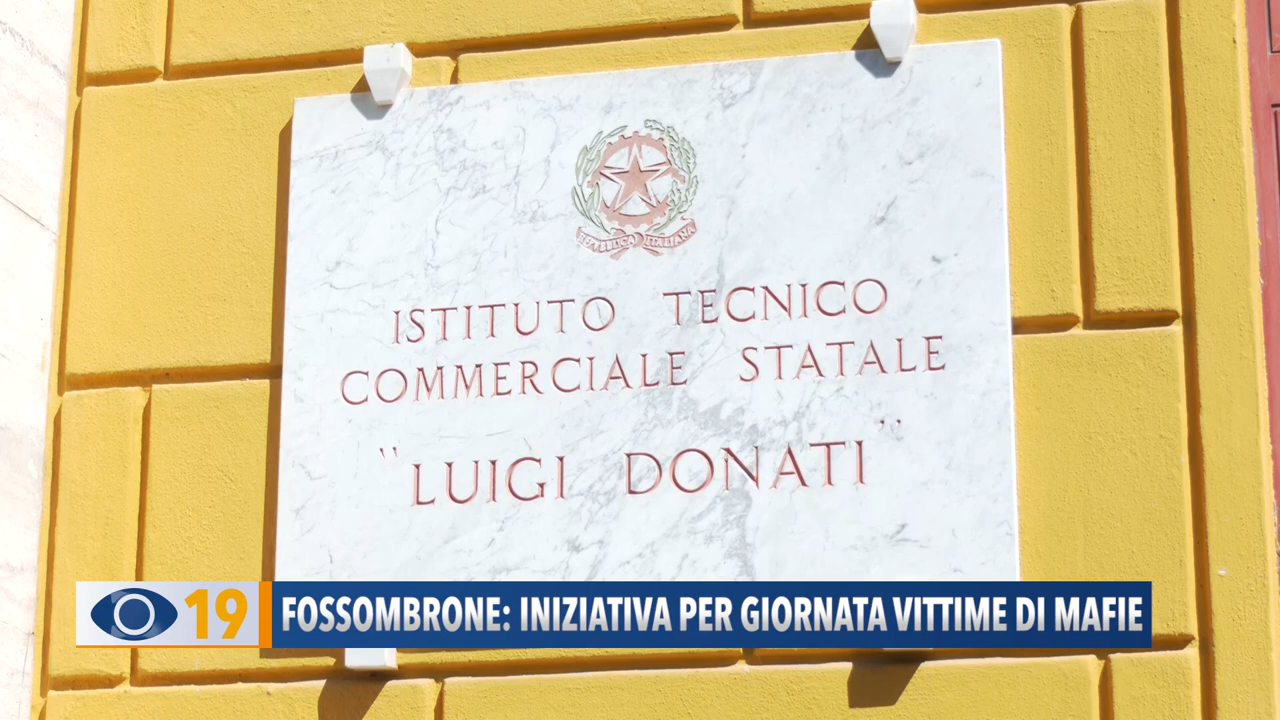 REPUBBLICA ITALIANA
ISTITUTO TECNICO
COMMERCIALE STATALE
"LUIGI DONATI"
19
FOSSOMBRONE: INIZIATIVA PER GIORNATA VITTIME DI MAFIE